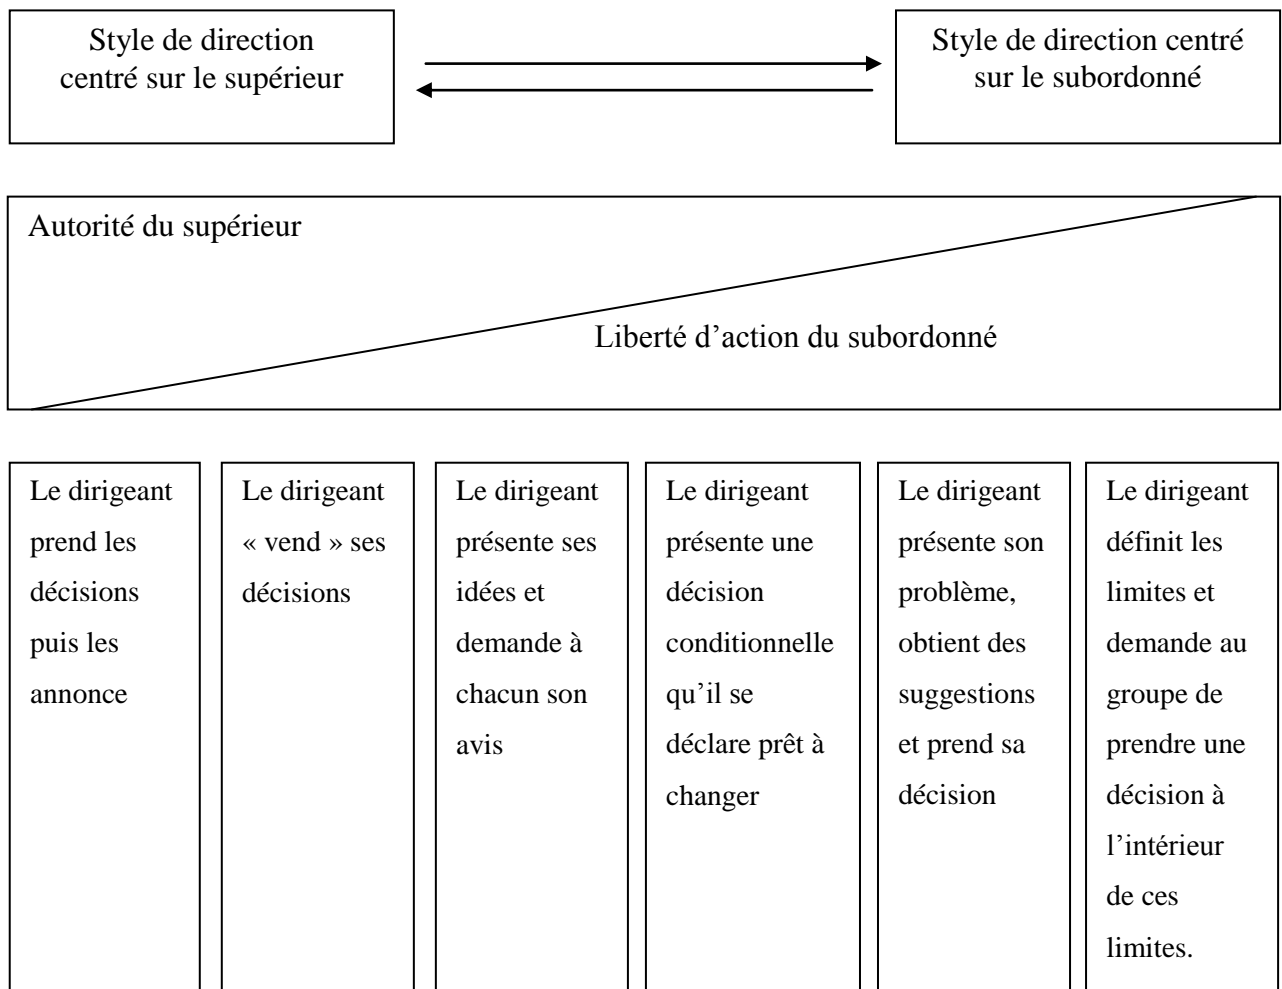 Style de direction
centré sur le supérieur
Style de direction centré
sur le subordonné
Autorité du supérieur
Liberté d’action du subordonné
Le dirigeant
prend les
décisions
puis les
annonce
Le dirigeant
« vend » ses
décisions
Le dirigeant
présente ses
idées et
demande à
chacun son
avis
Le dirigeant
présente une
décision
conditionnelle
qu’il se
déclare prêt à
changer
Le dirigeant
présente son
problème,
obtient des
suggestions
et prend sa
décision
Le dirigeant
définit les
limites et
demande au
groupe de
prendre une
décision à
l’intérieur
de ces
limites.